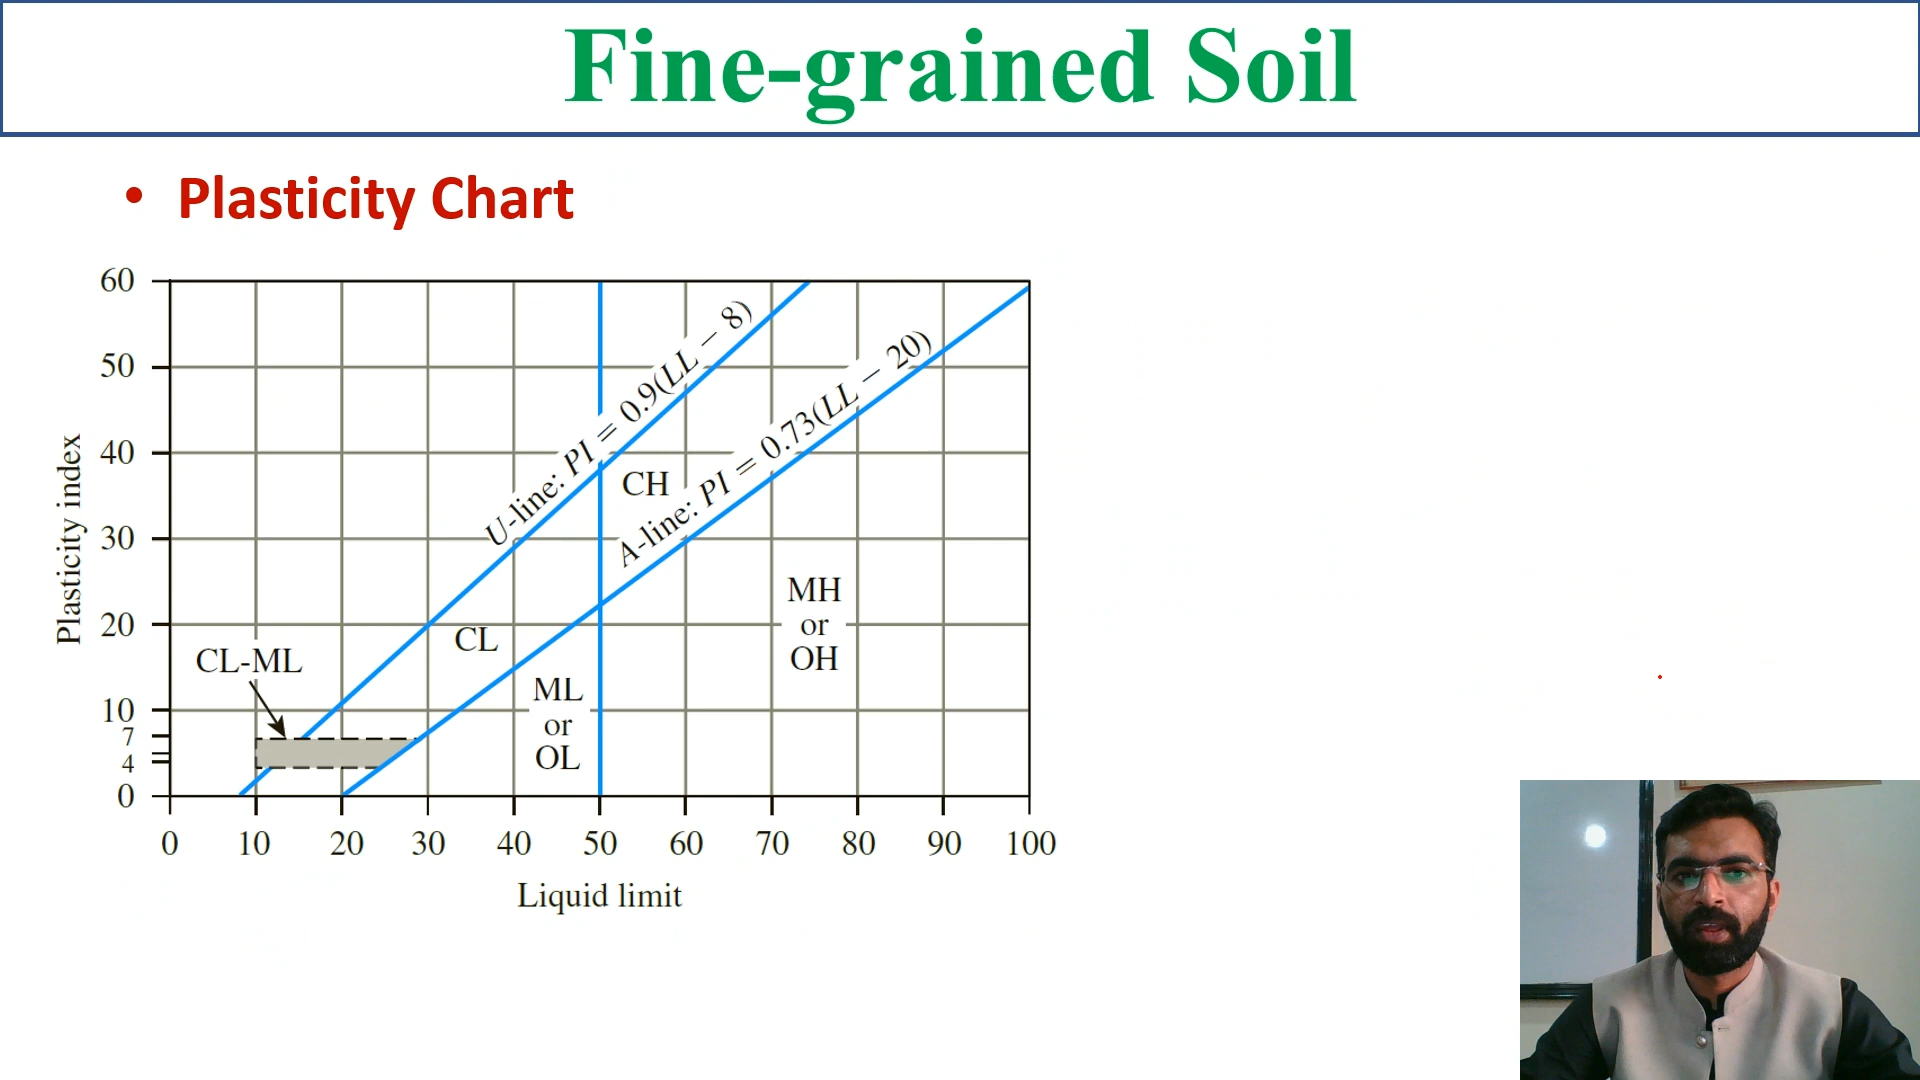 Fine-grained Soil
• Plasticity Chart
Plasticity index
60
50
40
30
20
10
7
4
0
U-line: PI = 0.9(LL − 8)
A-line: PI = 0.73(LL − 20)
CH
CL
CL-ML
MH
or
OH
ML
or
OL
0 10 20 30 40 50 60 70 80 90 100
Liquid limit